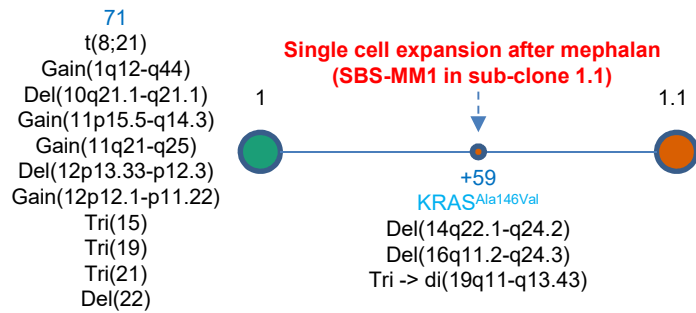 71
t(8;21)
Gain(1q12-q44)
Del(10q21.1-q21.1)
Gain(11p15.5-q14.3)
Gain(11q21-q25)
Del(12p13.33-p12.3)
Gain(12p12.1-p11.22)
Tri(15)
Tri(19)
Tri(21)
Del(22)
Single cell expansion after mephalan
(SBS-MM1 in sub-clone 1.1)
1
1.1
+59
KRASAla146Val
Del(14q22.1-q24.2)
Del(16q11.2-q24.3)
Tri -> di(19q11-q13.43)